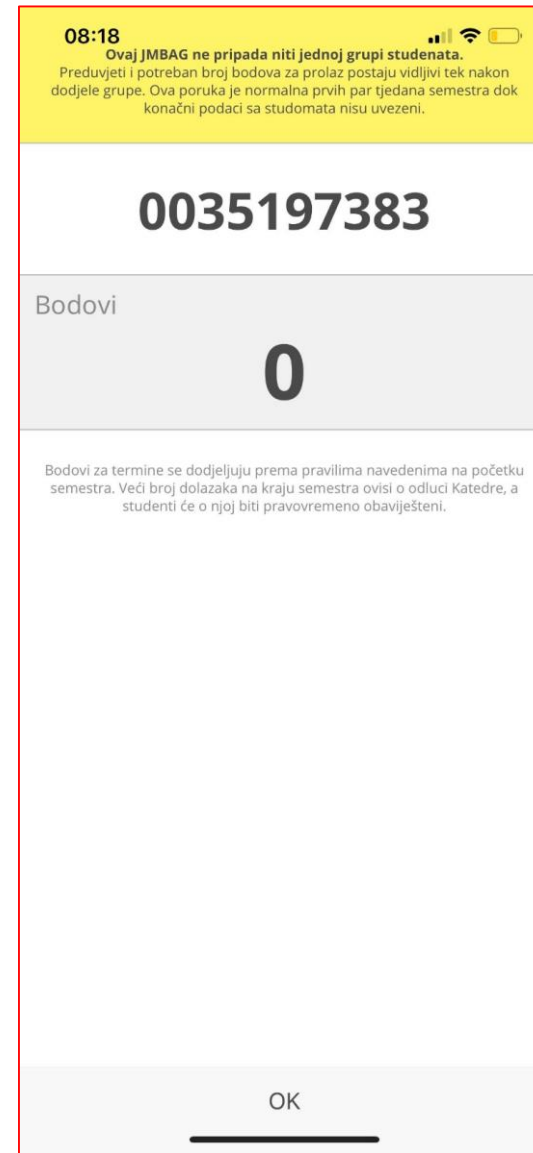 08:18
Ovaj JMBAG ne pripada niti jednoj grupi studenata.
Preduvjeti i potreban broj bodova za prolaz postaju vidljivi tek nakon
dodjele grupe. Ova poruka je normalna prvih par tjedana semestra dok
konačni podaci sa studomata nisu uvezeni.
0035197383
Bodovi
0
Bodovi za termine se dodjeljuju prema pravilima navedenima na početku
semestra. Veći broj dolazaka na kraju semestra ovisi o odluci Katedre, a
studenti će o njoj biti pravovremeno obaviješteni.
OK